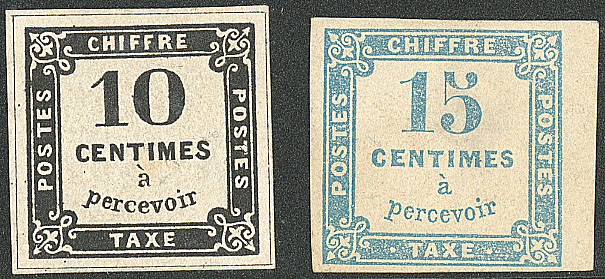 CHIFFRE
POSTES
10
CENTIMES
à
percevoir
POSTES
TAXE
CHIFFRE
POSTES
15
CENTIMES
à
percevoir
POSTES
TAXE